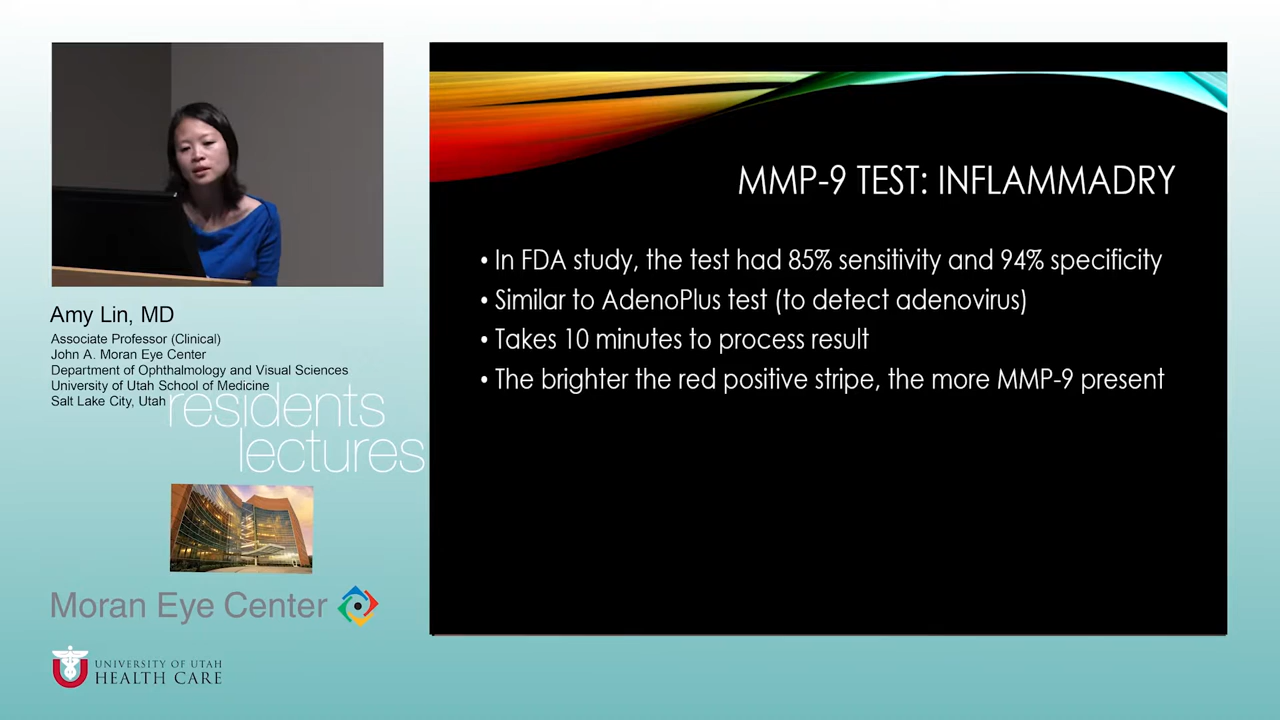 Amy Lin, MD
Associate Professor (Clinical)
John A. Moran Eye Center
Department of Ophthalmology and Visual Sciences
University of Utah School of Medicine
Salt Lake City, Utah
residents
lectures
Moran Eye Center
UNIVERSITY OF UTAH
HEALTH CARE
MMP-9 TEST: INFLAMMADRY
• In FDA study, the test had 85% sensitivity and 94% specificity
• Similar to AdenoPlus test (to detect adenovirus)
• Takes 10 minutes to process result
• The brighter the red positive stripe, the more MMP-9 present